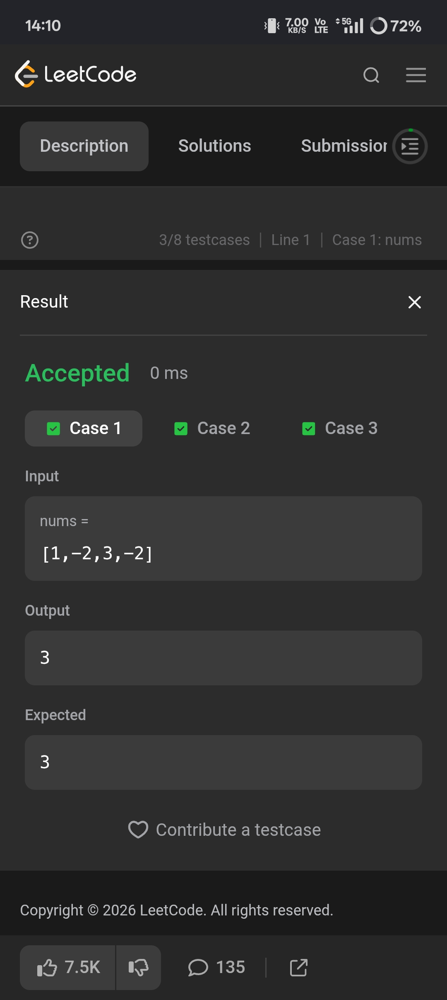 14:10 7.00 KB/S Vo LTE 5G 72%
LeetCode
Description Solutions Submission
3/8 testcases | Line 1 | Case 1: nums
Result
Accepted 0 ms
Case 1 Case 2 Case 3
Input
nums =
[1,-2,3,-2]
Output
3
Expected
3
Contribute a testcase
Copyright © 2026 LeetCode. All rights reserved.
7.5K 135